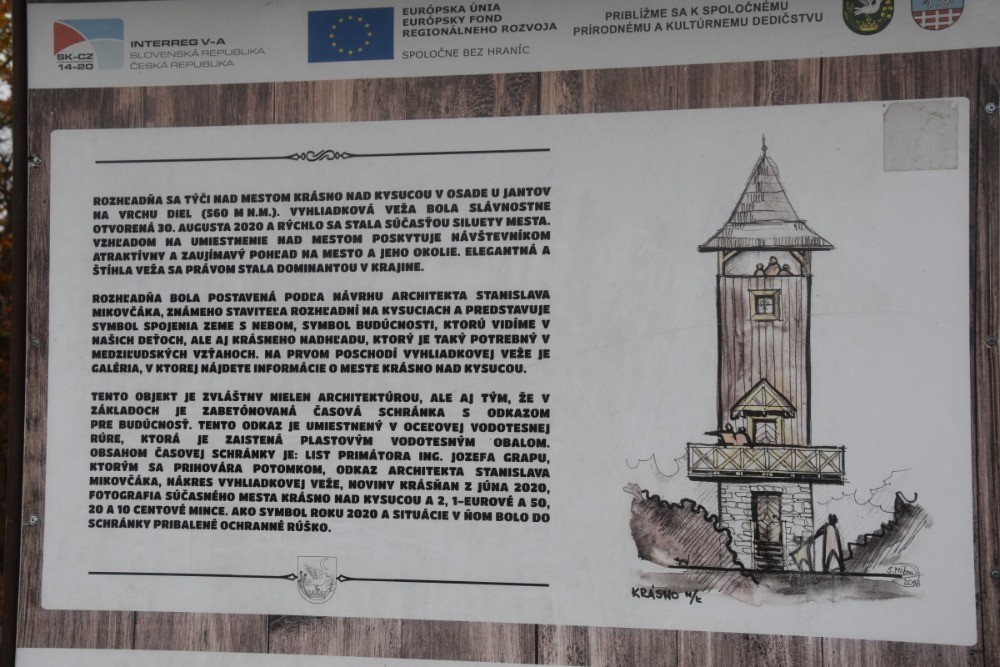 SK-CZ
14-20
INTERREG V-A
SLOVENSKÁ REPUBLIKA
ČESKÁ REPUBLIKA
EURÓPSKA ÚNIA
EURÓPSKY FOND
REGIONÁLNEHO ROZVOJA
SPOLOČNE BEZ HRANÍC
PRIBLÍŽME SA K SPOLOČNÉMU
PRÍRODNÉMU A KULTÚRNEMU DEDIČSTVU
ROZHĽADŇA SA TÝČI NAD MESTOM KRÁSNO NAD KYSUCOU V OSADE U JANTOV
NA VRCHU DIEL (560 M N.M.). VYHLIADKOVÁ VEŽA BOLA SLÁVNOSTNE
OTVORENÁ 30. AUGUSTA 2020 A RÝCHLO SA STALA SÚČASŤOU SILUETY MESTA.
VZHĽADOM NA UMIESTNENIE NAD MESTOM POSKYTUJE NÁVŠTEVNÍKOM
ATRAKTÍVNY A ZAUJÍMAVÝ POHĽAD NA MESTO A JEHO OKOLIE. ELEGANTNÁ A
ŠTÍHLA VEŽA SA PRÁVOM STALA DOMINANTOU V KRAJINE.
ROZHĽADŇA BOLA POSTAVENÁ PODĽA NÁVRHU ARCHITEKTA STANISLAVA
MIKOVČÁKA, ZNÁMEHO STAVITEĽA ROZHĽADNÍ NA KYSUCIACH A PREDSTAVUJE
SYMBOL SPOJENIA ZEME S NEBOM, SYMBOL BUDÚCNOSTI, KTORÚ VIDÍME V
NAŠICH DEŤOCH, ALE AJ KRÁSNEHO NADHĽADU, KTORÝ JE TAKÝ POTREBNÝ V
MEDZIĽUDSKÝCH VZŤAHOCH. NA PRVOM POSCHODÍ VYHLIADKOVEJ VEŽE JE
GALÉRIA, V KTOREJ NÁJDETE INFORMÁCIE O MESTE KRÁSNO NAD KYSUCOU.
TENTO OBJEKT JE ZVLÁŠTNY NIELEN ARCHITEKTÚROU, ALE AJ TÝM, ŽE V
ZÁKLADOCH JE ZABETÓNOVANÁ ČASOVÁ SCHRÁNKA S ODKAZOM
PRE BUDÚCNOSŤ. TENTO ODKAZ JE UMIESTNENÝ V OCEĽOVEJ VODOTESNEJ
RÚRE, KTORÁ JE ZAISTENÁ PLASTOVÝM VODOTESNÝM OBALOM.
OBSAHOM ČASOVEJ SCHRÁNKY JE: LIST PRIMÁTORA ING. JOZEFA GRAPU,
KTORÝM SA PRIHOVÁRA POTOMKOM, ODKAZ ARCHITEKTA STANISLAVA
MIKOVČÁKA, NÁKRES VYHLIADKOVEJ VEŽE, NOVINY KRÁSŇAN Z JÚNA 2020,
FOTOGRAFIA SÚČASNÉHO MESTA KRÁSNO NAD KYSUCOU A 2, 1-EUROVÉ A 50,
20 A 10 CENTOVÉ MINCE. AKO SYMBOL ROKU 2020 A SITUÁCIE V ŇOM BOLO DO
SCHRÁNKY PRIBALENÉ OCHRANNÉ RÚŠKO.
KRÁSNO N/K